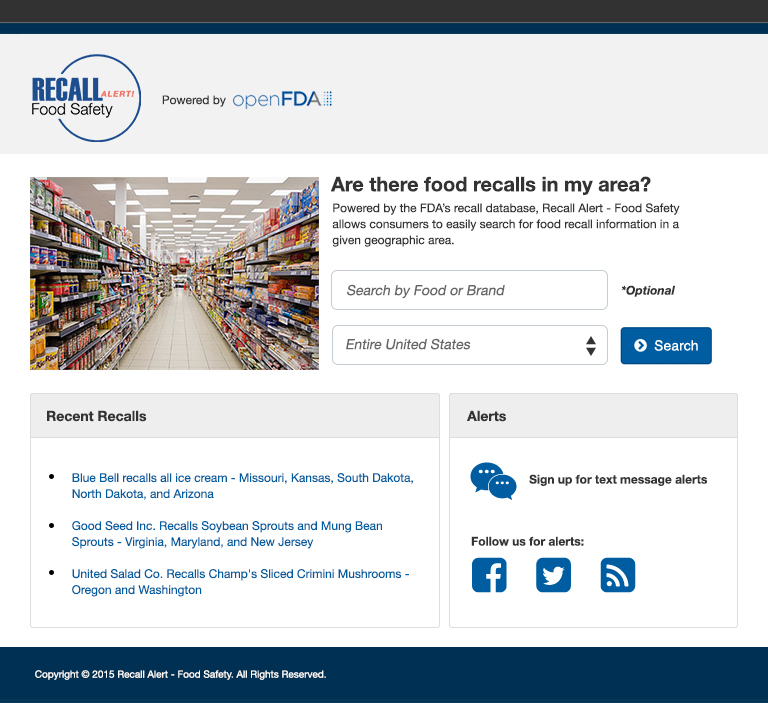 RECALL ALERT!
Food Safety
Powered by openFDA
Are there food recalls in my area?
Powered by the FDA's recall database, Recall Alert - Food Safety
allows consumers to easily search for food recall information in a
given geographic area.
Search by Food or Brand
*Optional
Entire United States
Search
Recent Recalls
Blue Bell recalls all ice cream - Missouri, Kansas, South Dakota,
North Dakota, and Arizona
Good Seed Inc. Recalls Soybean Sprouts and Mung Bean
Sprouts - Virginia, Maryland, and New Jersey
United Salad Co. Recalls Champ's Sliced Crimini Mushrooms -
Oregon and Washington
Alerts
Sign up for text message alerts
Follow us for alerts:
Copyright © 2015 Recall Alert - Food Safety. All Rights Reserved.